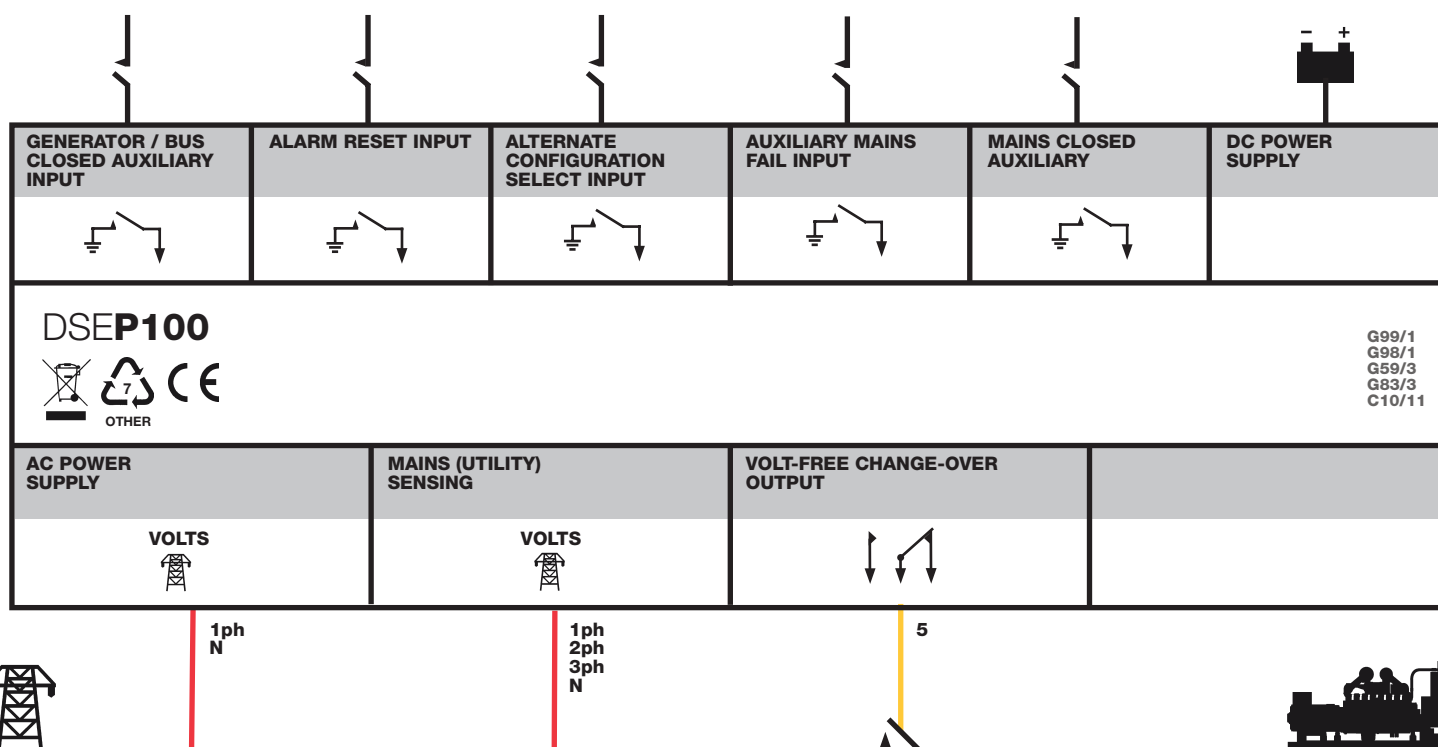 - +
GENERATOR / BUS
CLOSED AUXILIARY
INPUT
ALARM RESET INPUT
ALTERNATE
CONFIGURATION
SELECT INPUT
AUXILIARY MAINS
FAIL INPUT
MAINS CLOSED
AUXILIARY
DC POWER
SUPPLY
DSEP100
7
CE
OTHER
G99/1
G98/1
G59/3
G83/3
C10/11
AC POWER
SUPPLY
MAINS (UTILITY)
SENSING
VOLT-FREE CHANGE-OVER
OUTPUT
VOLTS
VOLTS
1ph
N
1ph
2ph
3ph
N
5